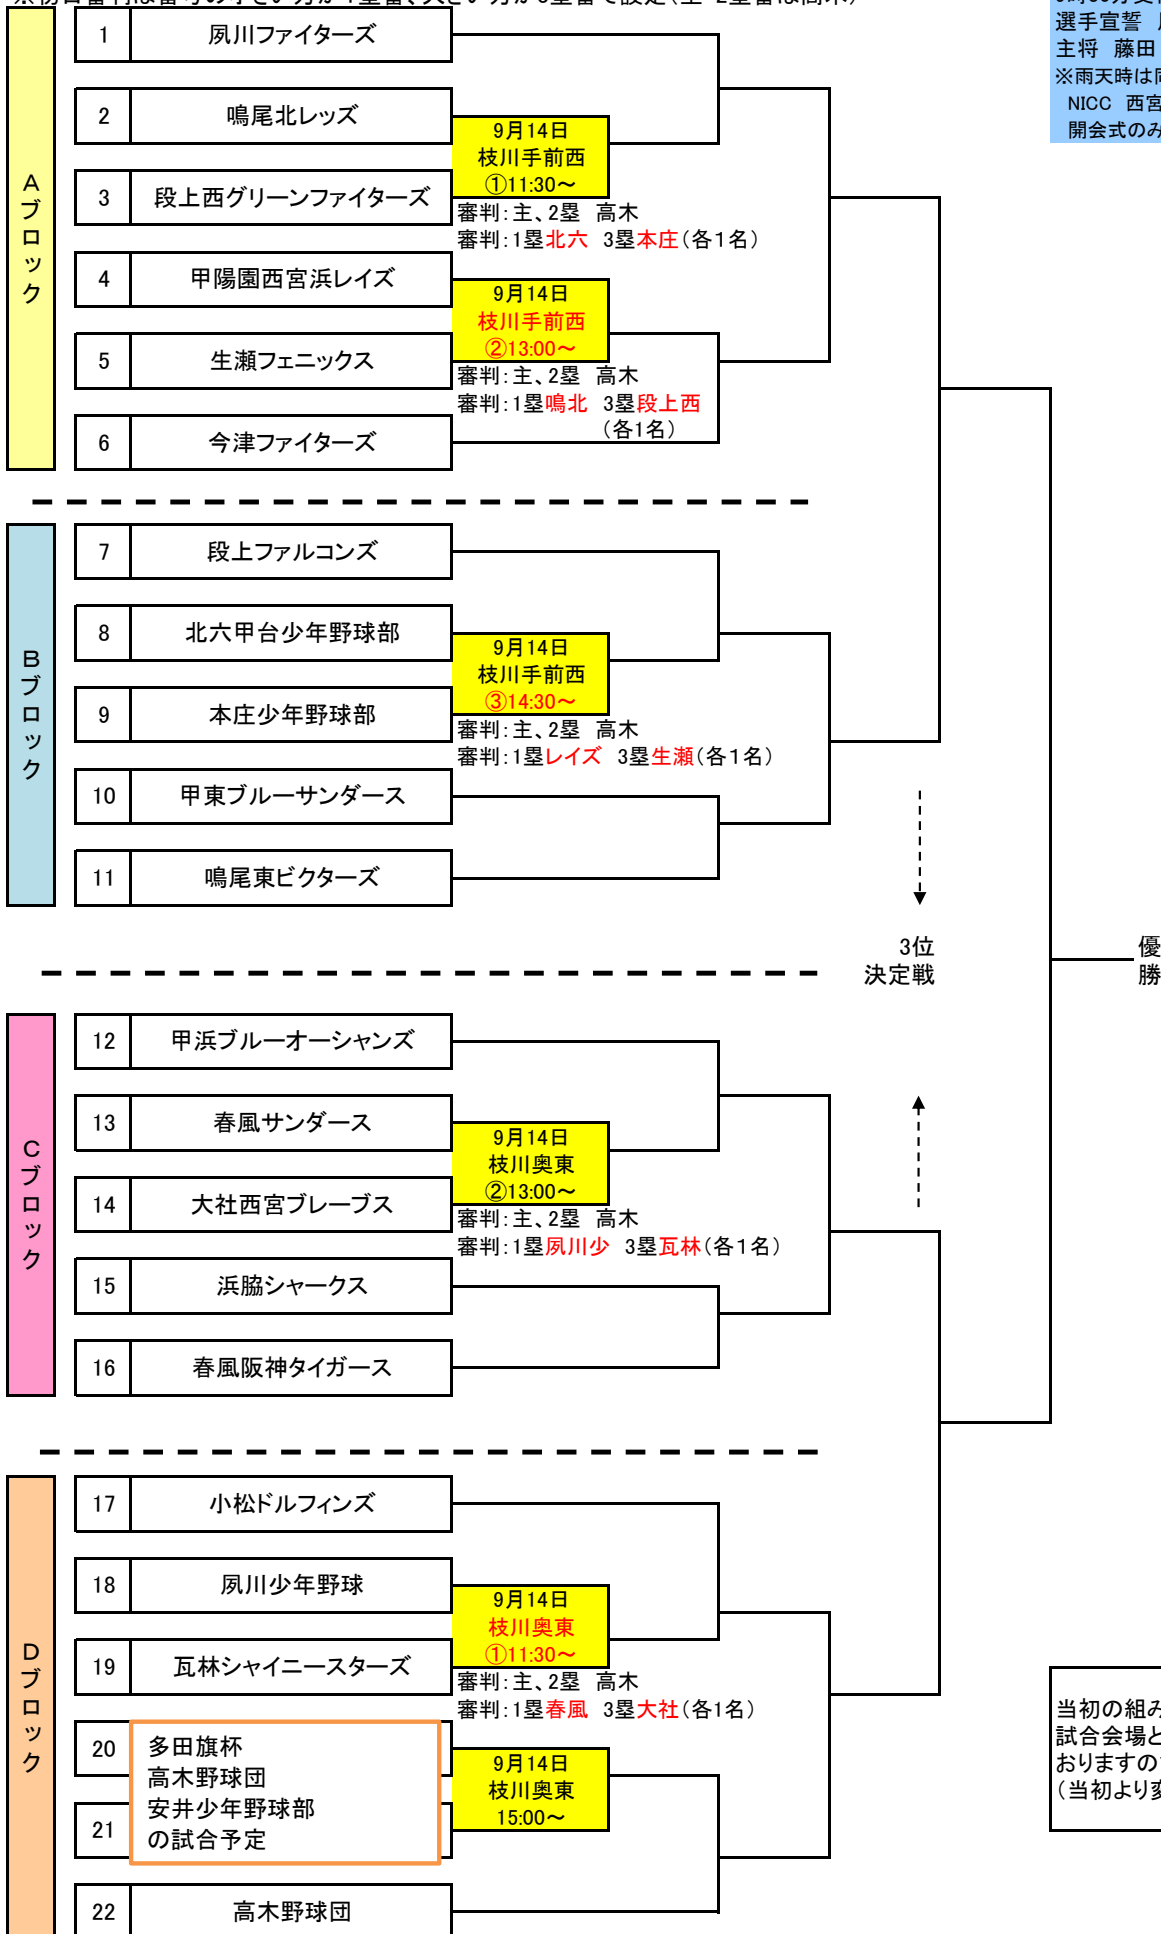 9時30分受付
選手宣誓
主将 藤田
※雨天時は
NICC 西宮
開会式のみ
Aブロック
1 夙川ファイターズ
2 鳴尾北レッズ
9月14日
枝川手前西
①11:30～
3 段上西グリーンファイターズ
審判:主、2塁 高木
審判:1塁北六 3塁本庄(各1名)
4 甲陽園西宮浜レイズ
9月14日
枝川手前西
②13:00～
5 生瀬フェニックス
審判:主、2塁 高木
審判:1塁鳴北 3塁段上西
(各1名)
6 今津ファイターズ
Bブロック
7 段上ファルコンズ
8 北六甲台少年野球部
9月14日
枝川手前西
③14:30～
9 本庄少年野球部
審判:主、2塁 高木
審判:1塁レイズ 3塁生瀬(各１名)
10 甲東ブルーサンダース
11 鳴尾東ビクターズ
3位
決定戦
優
勝
Cブロック
12 甲浜ブルーオーシャンズ
13 春風サンダース
9月14日
枝川奥東
②13:00～
14 大社西宮ブレーブス
審判:主、2塁 高木
審判:1塁夙川少 3塁瓦林(各１名)
15 浜脇シャークス
16 春風阪神タイガース
Dブロック
17 小松ドルフィンズ
18 夙川少年野球
9月14日
枝川奥東
①11:30～
19 瓦林シャイニースターズ
審判:主、2塁 高木
審判:1塁春風 3塁大社(各1名)
20
多田旗杯
高木野球団
安井少年野球部
の試合予定
9月14日
枝川奥東
15:00～
21
22 高木野球団
当初の組み
試合会場と
おりますの
(当初より変